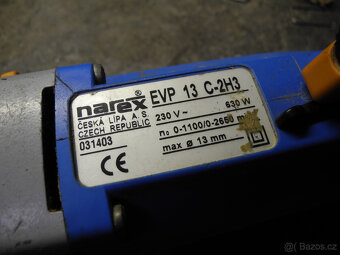 narex EVP 13 C-2H3
ČESKÁ LÍPA A.S. 230 V~ 630 W
CZECH REPUBLIC n₀ 0-1100/0-2650
031403 max ø 13 mm
CE
Bazoš.cz